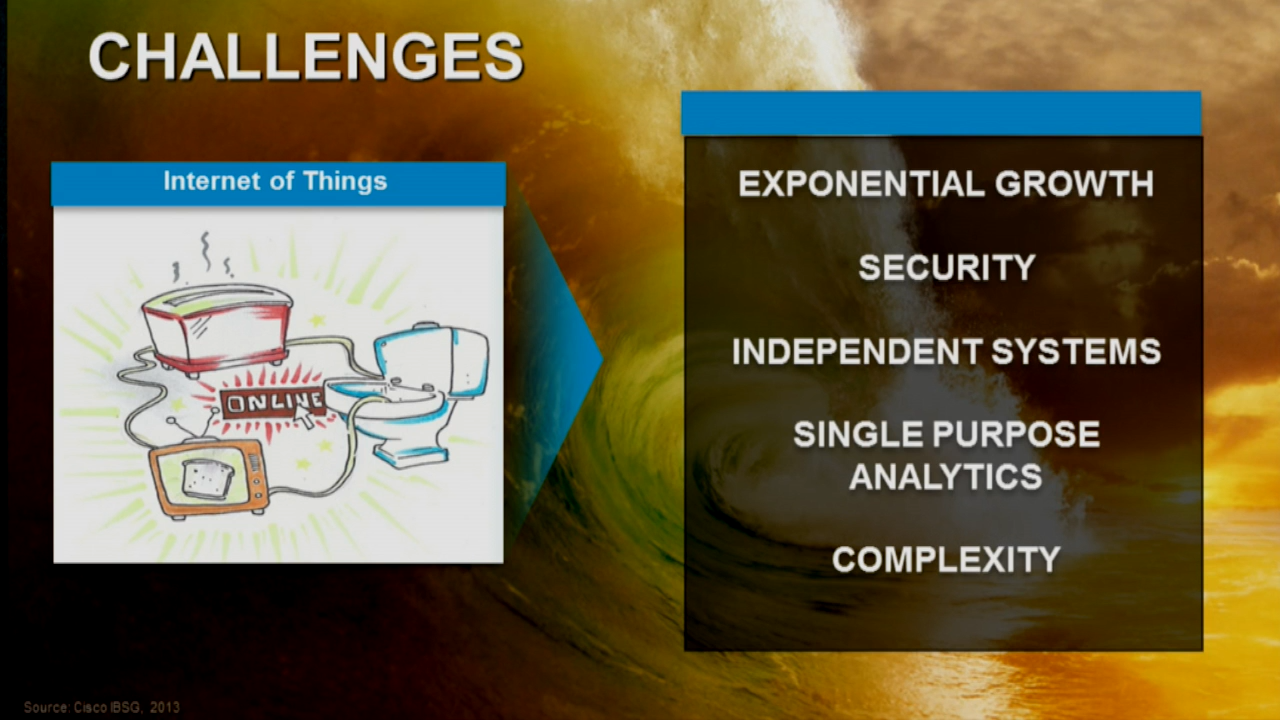 CHALLENGES
Internet of Things
ONLINE
EXPONENTIAL GROWTH
SECURITY
INDEPENDENT SYSTEMS
SINGLE PURPOSE
ANALYTICS
COMPLEXITY
Source: Cisco IBSG, 2013